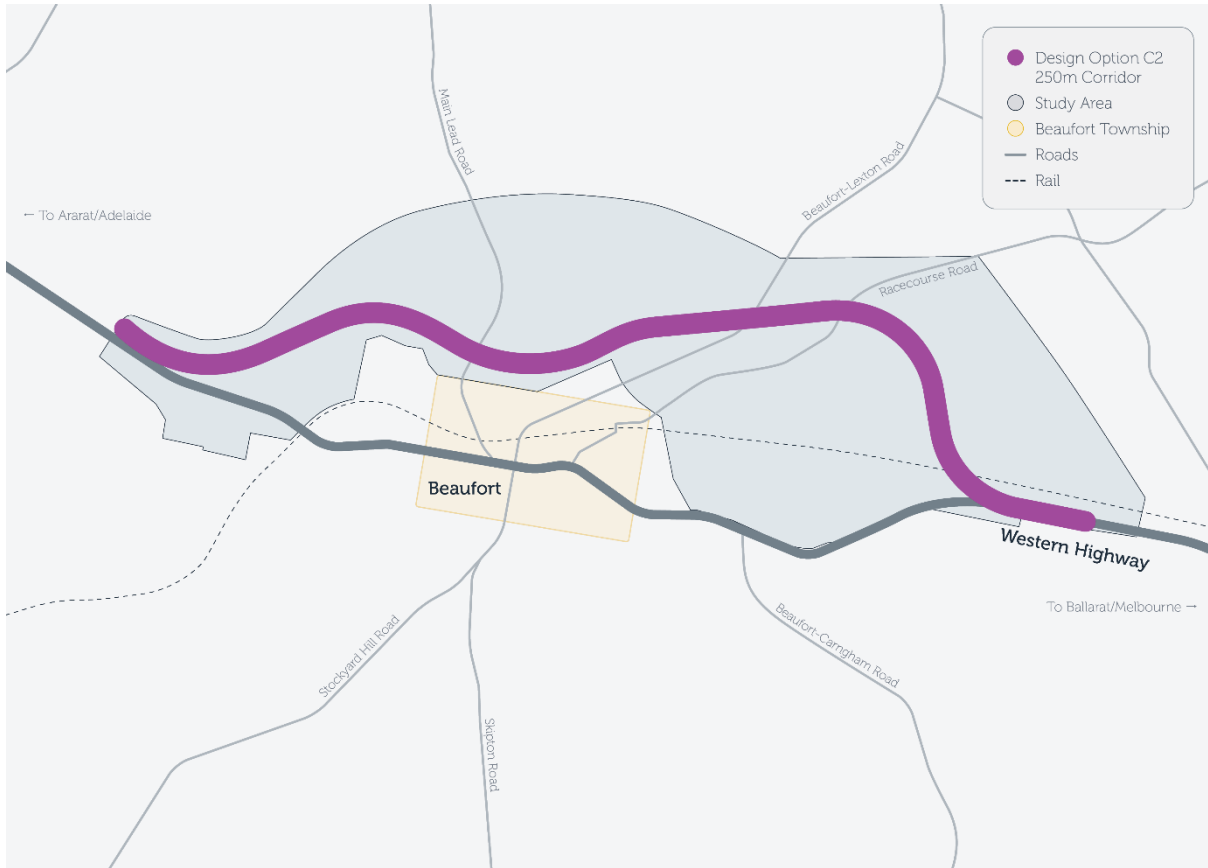 Design Option C2
250m Corridor
Study Area
Beaufort Township
Roads
Rail
Main Lead Road
Beaufort-Lexton Road
← To Ararat/Adelaide
Racecourse Road
Beaufort
Western Highway
To Ballarat/Melbourne →
Stockyard Hill Road
Beaufort-Carngham Road
Skipton Road